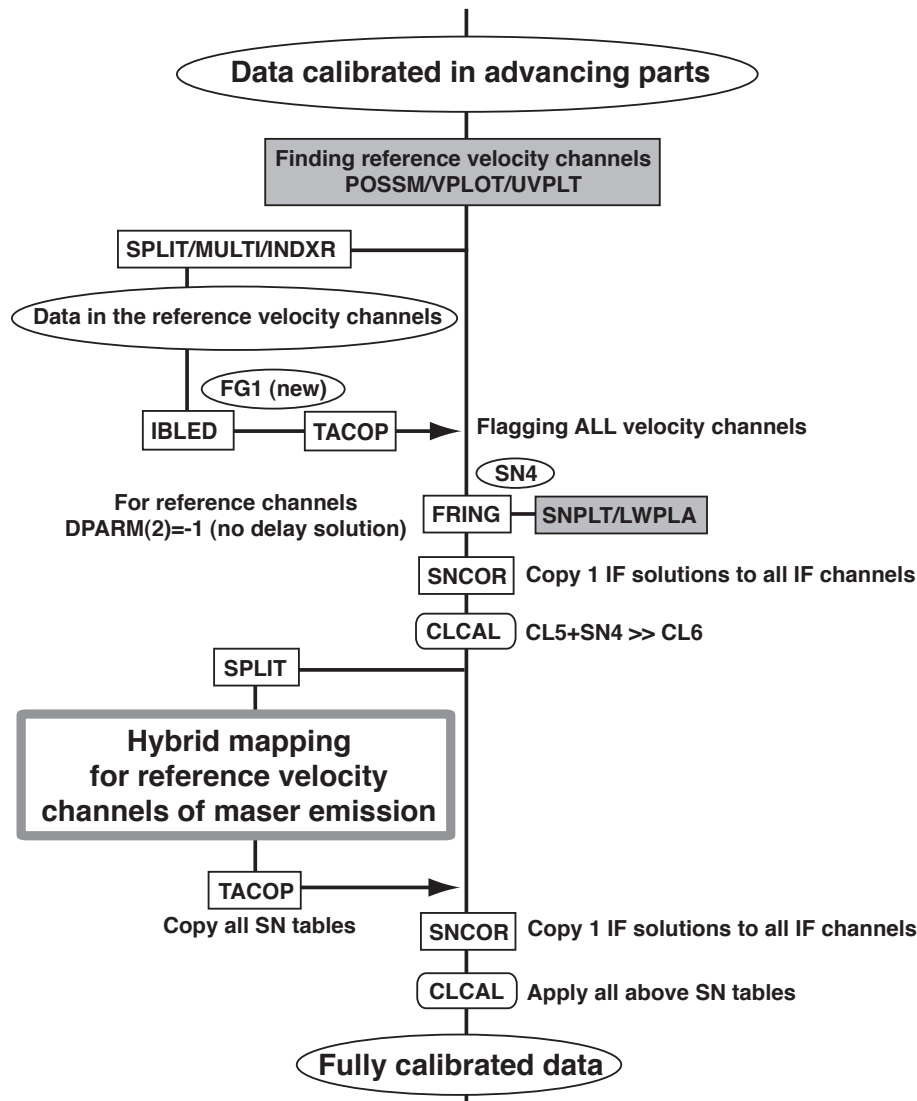 Data calibrated in advancing parts
Finding reference velocity channels
POSSM/VPLOT/UVPLT
SPLIT/MULTI/INDXR
Data in the reference velocity channels
FG1 (new)
IBLED
TACOP
Flagging ALL velocity channels
SN4
For reference channels
DPARM(2)=-1 (no delay solution)
FRING
SNPLT/LWPLA
SNCOR
Copy 1 IF solutions to all IF channels
CLCAL
CL5+SN4 >> CL6
SPLIT
Hybrid mapping
for reference velocity
channels of maser emission
TACOP
Copy all SN tables
SNCOR
Copy 1 IF solutions to all IF channels
CLCAL
Apply all above SN tables
Fully calibrated data